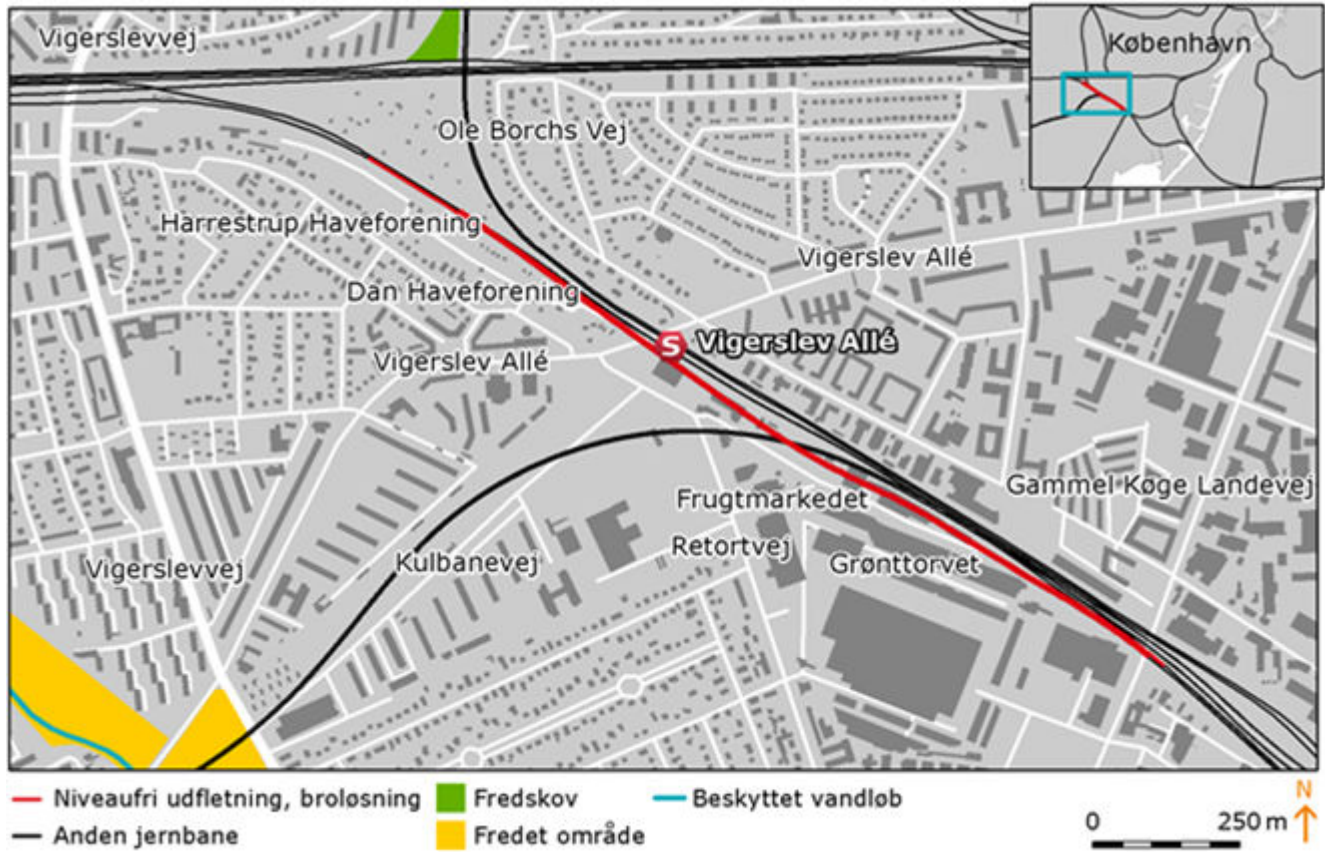 Vigerslevvej
København
Ole Borchs Vej
Harrestrup Haveforening
Vigerslev Allé
Dan Haveforening
S Vigerslev Allé
Vigerslev Allé
Gammel Køge Landevej
Frugtmarkedet
Retortvej
Vigerslevvej
Kulbanevej
Grønttorvet
Niveaufri udfletning, broløsning
Fredskov
Beskyttet vandløb
N
Anden jernbane
Fredet område
0 250 m